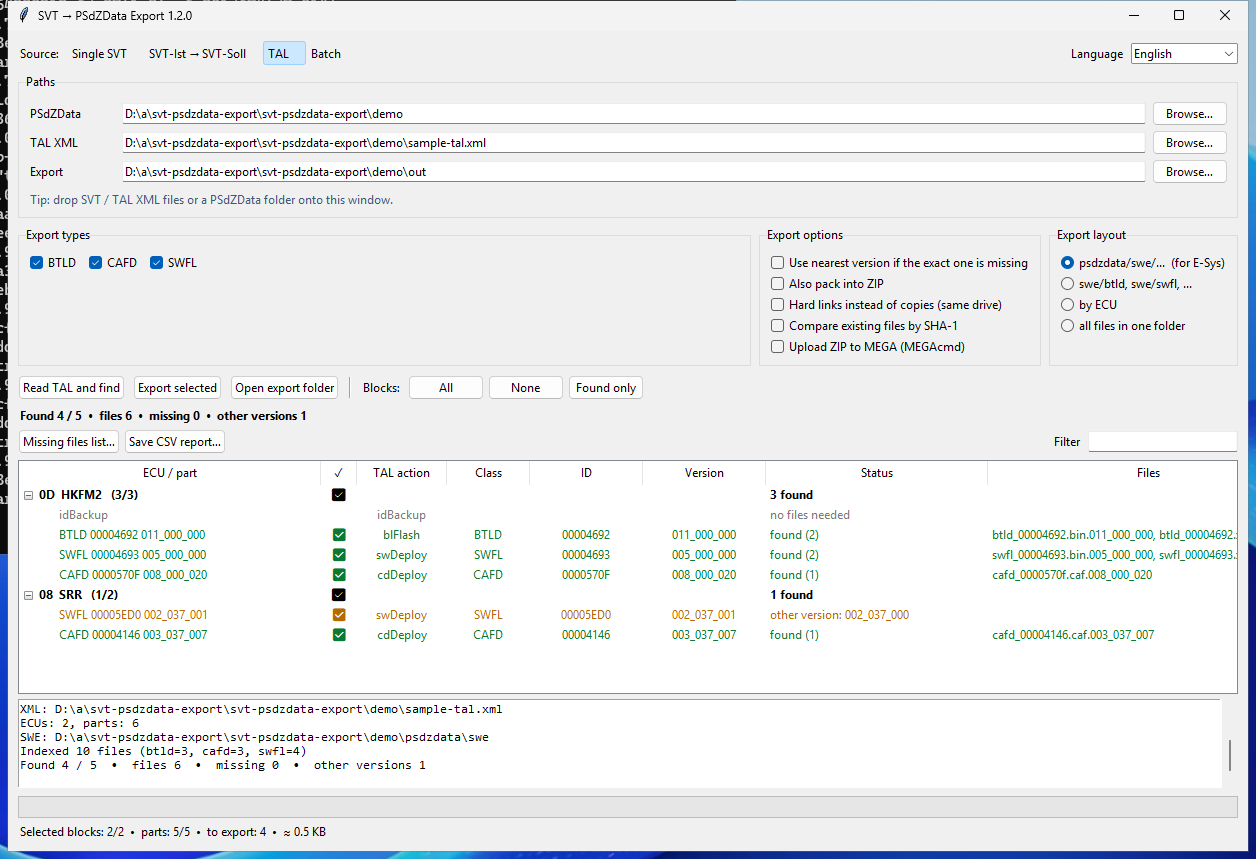 SVT → PSdZData Export 1.2.0
Source: Single SVT SVT-Ist → SVT-Soll TAL Batch Language English
Paths
PSdZData D:\a\svt-psdzdata-export\svt-psdzdata-export\demo Browse...
TAL XML D:\a\svt-psdzdata-export\svt-psdzdata-export\demo\sample-tal.xml Browse...
Export D:\a\svt-psdzdata-export\svt-psdzdata-export\demo\out Browse...
Tip: drop SVT / TAL XML files or a PSdZData folder onto this window.
Export types
BTLD CAFD SWFL
Export options
Use nearest version if the exact one is missing
Also pack into ZIP
Hard links instead of copies (same drive)
Compare existing files by SHA-1
Upload ZIP to MEGA (MEGAcmd)
Export layout
psdzdata/swe/... (for E-Sys)
swe/btld, swe/swfl, ...
by ECU
all files in one folder
Read TAL and find Export selected Open export folder Blocks: All None Found only
Found 4 / 5 • files 6 • missing 0 • other versions 1
Missing files list... Save CSV report... Filter
ECU / part ✓ TAL action Class ID Version Status Files
0D HKFM2 (3/3) 3 found
idBackup idBackup no files needed
BTLD 00004692 011_000_000 blFlash BTLD 00004692 011_000_000 found (2) btld_00004692.bin.011_000_000, btld_00004692.
SWFL 00004693 005_000_000 swDeploy SWFL 00004693 005_000_000 found (2) swfl_00004693.bin.005_000_000, swfl_00004693.
CAFD 0000570F 008_000_020 cdDeploy CAFD 0000570F 008_000_020 found (1) cafd_0000570f.caf.008_000_020
08 SRR (1/2) 1 found
SWFL 00005ED0 002_037_001 swDeploy SWFL 00005ED0 002_037_001 other version: 002_037_000
CAFD 00004146 003_037_007 cdDeploy CAFD 00004146 003_037_007 found (1) cafd_00004146.caf.003_037_007
XML: D:\a\svt-psdzdata-export\svt-psdzdata-export\demo\sample-tal.xml
ECUs: 2, parts: 6
SWE: D:\a\svt-psdzdata-export\svt-psdzdata-export\demo\psdzdata\swe
Indexed 10 files (btld=3, cafd=3, swfl=4)
Found 4 / 5 • files 6 • missing 0 • other versions 1
Selected blocks: 2/2 • parts: 5/5 • to export: 4 • ≈ 0.5 KB